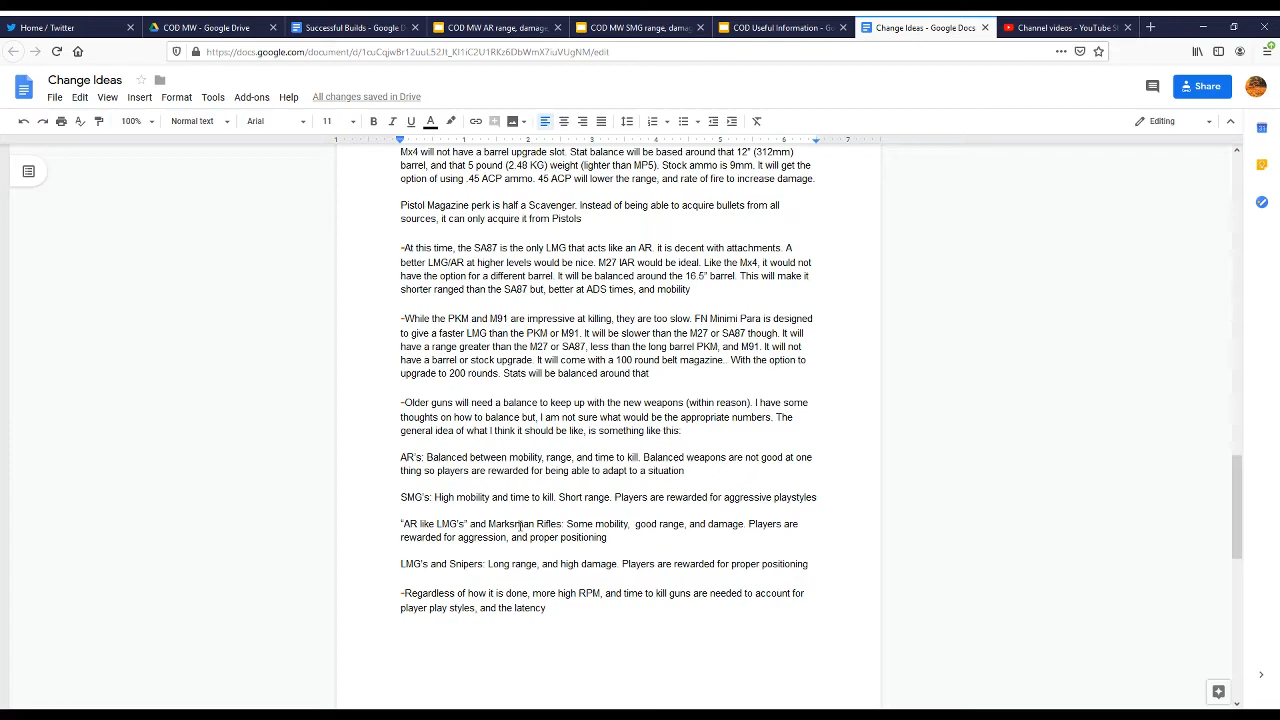 Home / Twitter
COD MW - Google Drive
Successful Builds - Google D
COD MW AR range, damage,
COD MW SMG range, damag
COD Useful Information - Goo
Change Ideas - Google Docs
Channel videos - YouTube St
https://docs.google.com/document/d/1cuCqjwBr12uuL52Jt_KI1iC2U1RKz6DbWmX7iuVUgNM/edit
Change Ideas
File Edit View Insert Format Tools Add-ons Help All changes saved in Drive
Share
100% Normal text Arial 11 Editing
1 1 2 3 4 5 6 7
Mx4 will not have a barrel upgrade slot. Stat balance will be based around that 12” (312mm)
barrel, and that 5 pound (2.48 KG) weight (lighter than MP5). Stock ammo is 9mm. It will get the
option of using .45 ACP ammo. 45 ACP will lower the range, and rate of fire to increase damage.
Pistol Magazine perk is half a Scavenger. Instead of being able to acquire bullets from all
sources, it can only acquire it from Pistols
-At this time, the SA87 is the only LMG that acts like an AR. it is decent with attachments. A
better LMG/AR at higher levels would be nice. M27 IAR would be ideal. Like the Mx4, it would not
have the option for a different barrel. It will be balanced around the 16.5” barrel. This will make it
shorter ranged than the SA87 but, better at ADS times, and mobility
-While the PKM and M91 are impressive at killing, they are too slow. FN Minimi Para is designed
to give a faster LMG than the PKM or M91. It will be slower than the M27 or SA87 though. It will
have a range greater than the M27 or SA87, less than the long barrel PKM, and M91. It will not
have a barrel or stock upgrade. It will come with a 100 round belt magazine.. With the option to
upgrade to 200 rounds. Stats will be balanced around that
-Older guns will need a balance to keep up with the new weapons (within reason). I have some
thoughts on how to balance but, I am not sure what would be the appropriate numbers. The
general idea of what I think it should be like, is something like this:
AR’s: Balanced between mobility, range, and time to kill. Balanced weapons are not good at one
thing so players are rewarded for being able to adapt to a situation
SMG’s: High mobility and time to kill. Short range. Players are rewarded for aggressive playstyles
“AR like LMG’s” and Marksman Rifles: Some mobility, good range, and damage. Players are
rewarded for aggression, and proper positioning
LMG’s and Snipers: Long range, and high damage. Players are rewarded for proper positioning
-Regardless of how it is done, more high RPM, and time to kill guns are needed to account for
player play styles, and the latency